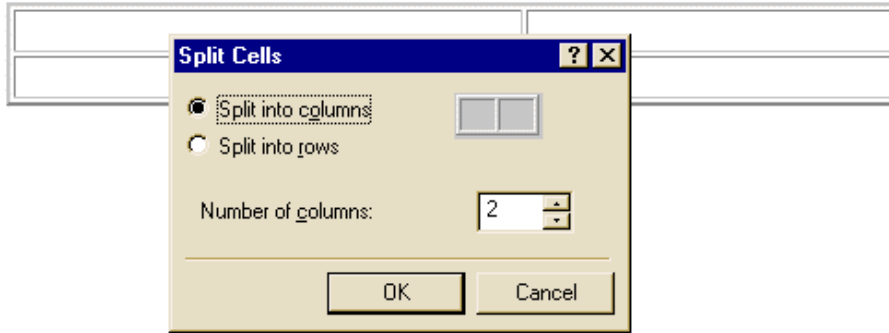 Split Cells
Split into columns
Split into rows
Number of columns: 2
OK Cancel